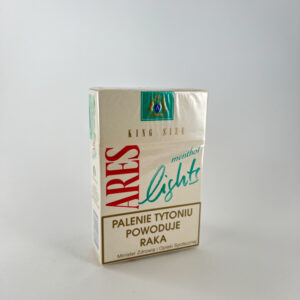 KING SIZE
ARES
menthol
lights
PALENIE TYTONIU
POWODUJE
RAKA
Minister Zdrowia i Opieki Społecznej